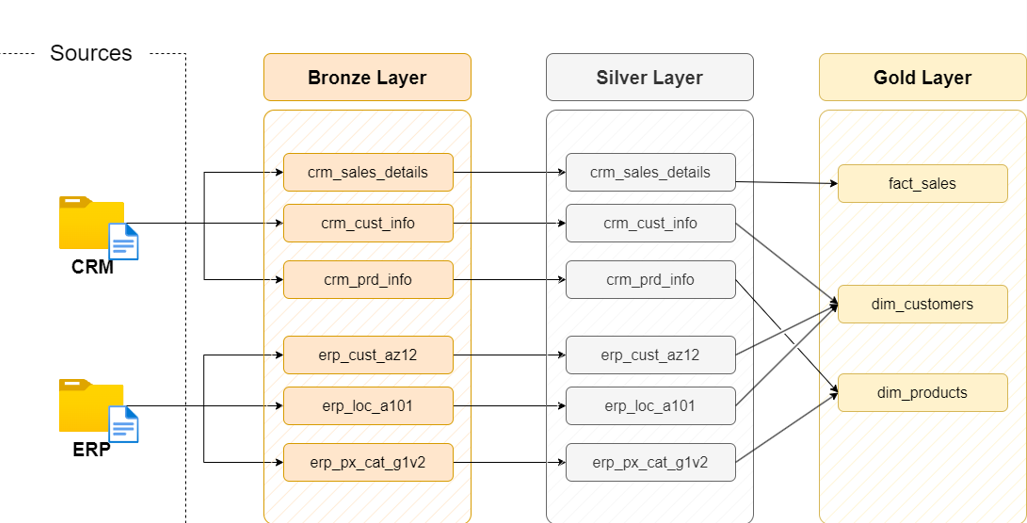 Sources
Bronze Layer
Silver Layer
Gold Layer
crm_sales_details
crm_sales_details
fact_sales
crm_cust_info
crm_cust_info
CRM
crm_prd_info
crm_prd_info
dim_customers
erp_cust_az12
erp_cust_az12
dim_products
erp_loc_a101
erp_loc_a101
ERP
erp_px_cat_g1v2
erp_px_cat_g1v2